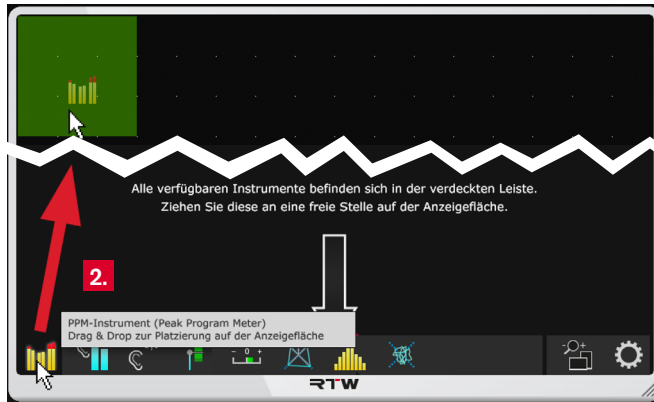 Alle verfügbaren Instrumente befinden sich in der verdeckten Leiste.
Ziehen Sie diese an eine freie Stelle auf der Anzeigefläche.
2.
PPM-Instrument (Peak Program Meter)
Drag & Drop zur Platzierung auf der Anzeigefläche
- 0 +
- +
RTW